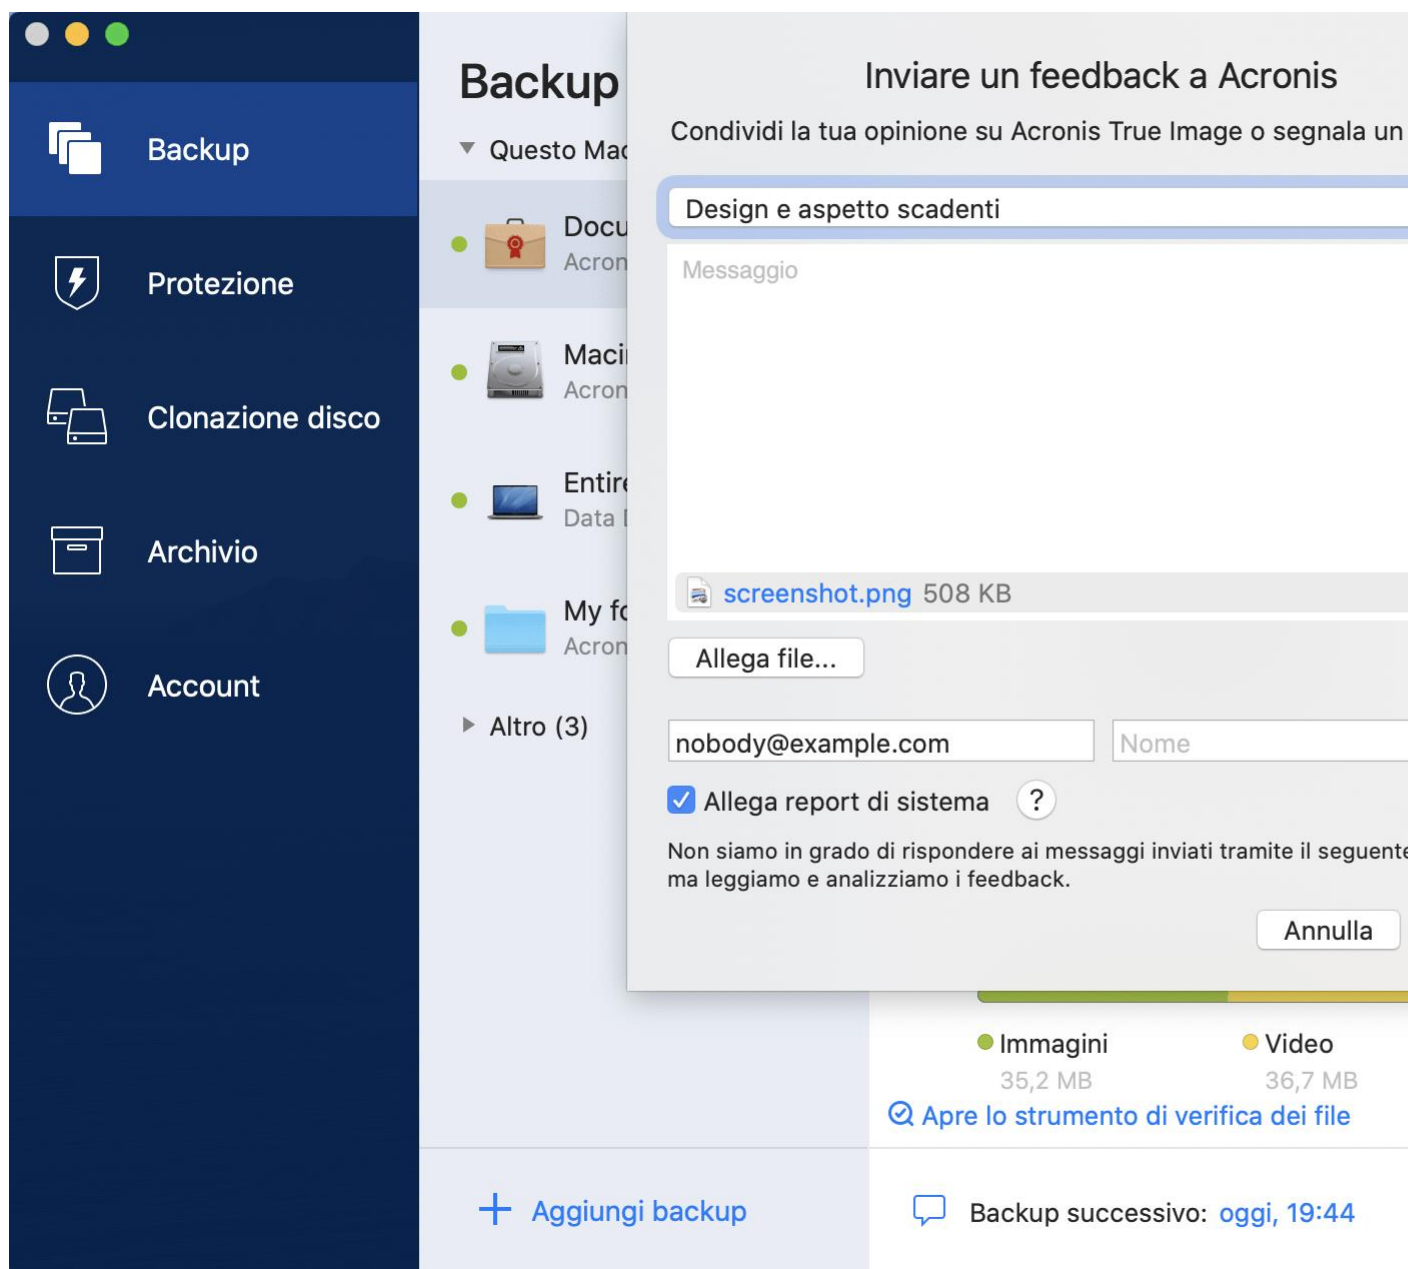 Backup
Protezione
Clonazione disco
Archivio
Account
Backup
Questo Mac
Docu
Acron
Maci
Acron
Entire
Data
My fo
Acron
Altro (3)
Aggiungi backup
Inviare un feedback a Acronis
Condividi la tua opinione su Acronis True Image o segnala un
Design e aspetto scadenti
Messaggio
screenshot.png 508 KB
Allega file...
nobody@example.com
Nome
Allega report di sistema ?
Non siamo in grado di rispondere ai messaggi inviati tramite il seguente
ma leggiamo e analizziamo i feedback.
Annulla
Immagini
35,2 MB
Video
36,7 MB
Apre lo strumento di verifica dei file
Backup successivo: oggi, 19:44